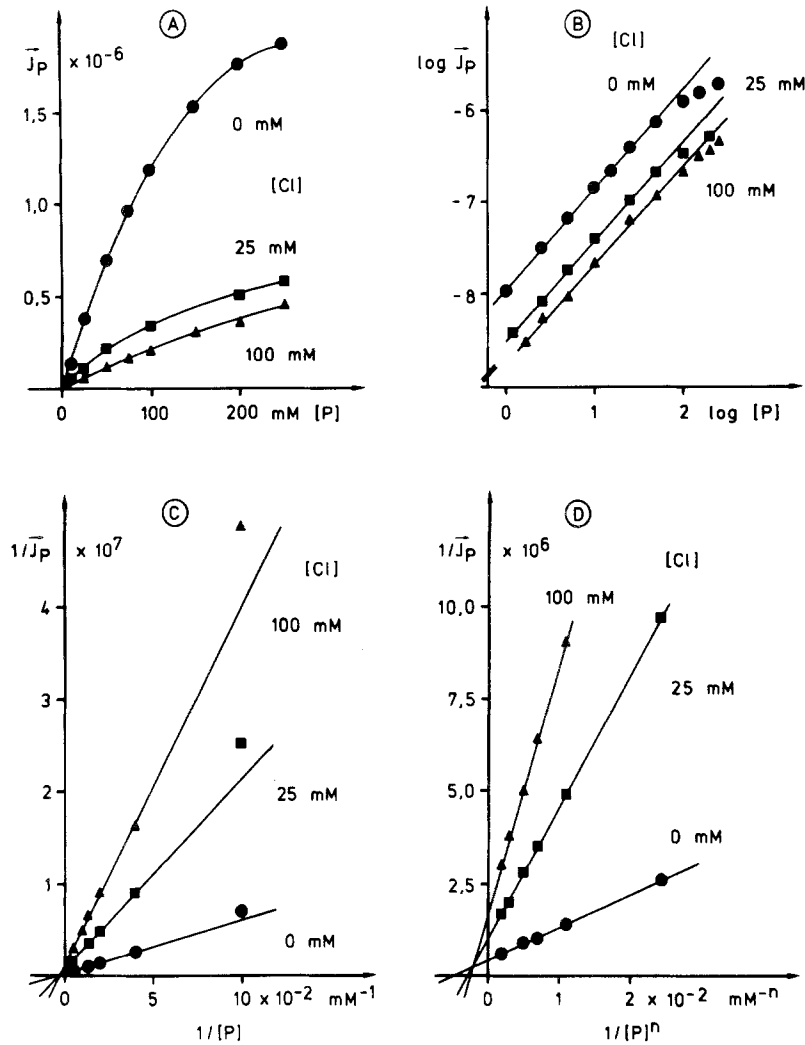 A
J⃗p × 10⁻⁶
1,5
1,0
0,5
0
0 mM
[Cl]
25 mM
100 mM
0 100 200
mM [P]
B
log J⃗p
[Cl]
0 mM
25 mM
100 mM
-6
-7
-8
0 1 2
log [P]
C
1/J⃗p × 10⁷
[Cl]
100 mM
25 mM
0 mM
4
3
2
1
0
0 5 10 × 10⁻² mM⁻¹
1/[P]
D
1/J⃗p × 10⁶
[Cl]
100 mM
25 mM
0 mM
10,0
7,5
5,0
2,5
0 1 2 × 10⁻² mM⁻ⁿ
1/[P]ⁿ